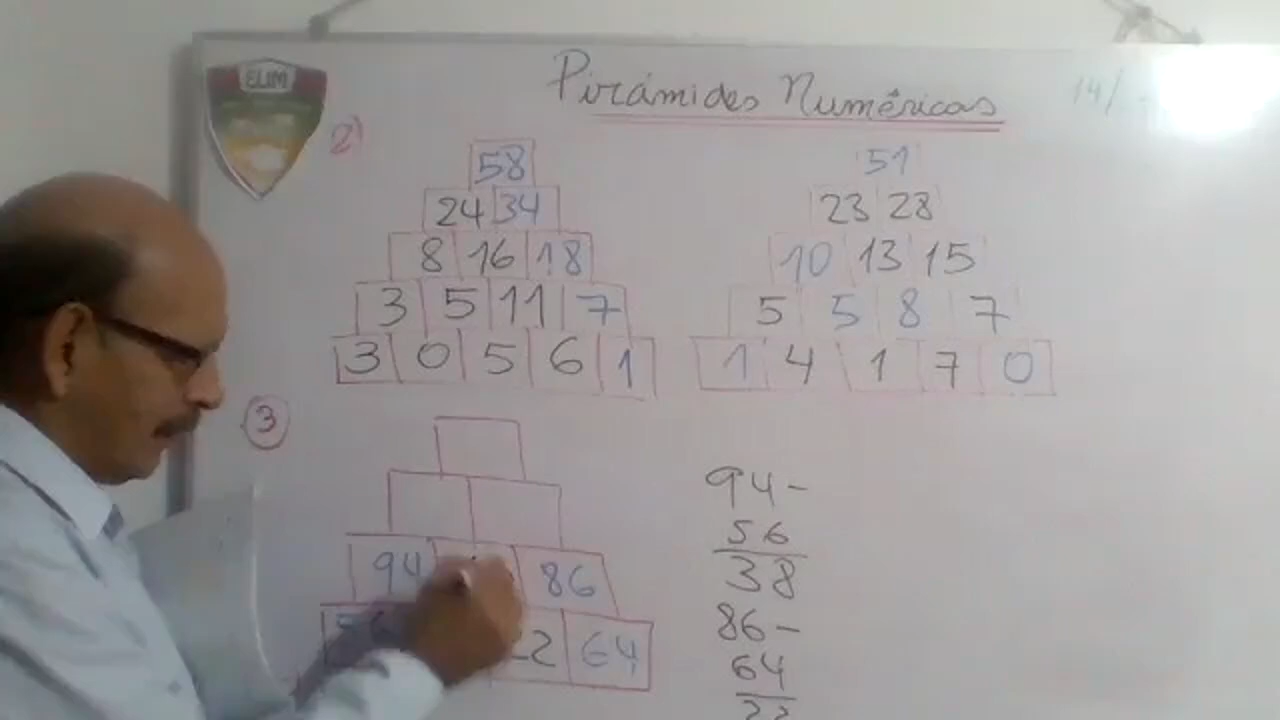 ELIM
Pirámides Numéricas
14/
2)
58
24 34
8 16 18
3 5 11 7
3 0 5 6 1
51
23 28
10 13 15
5 5 8 7
1 4 1 7 0
3
94 86
56 22 64
94-
56
38
86-
64
22